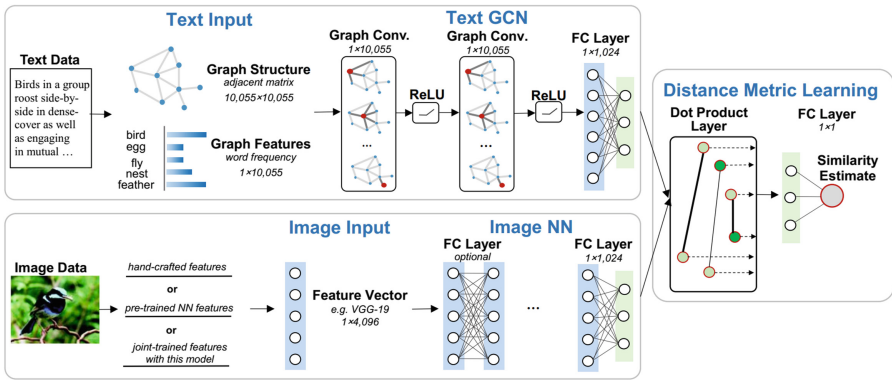 Text Input
Text GCN
Text Data
Birds in a group
roost side-by-
side in dense-
cover as well
as engaging
in mutual ...
Graph Structure
adjacent matrix
10,055×10,055
bird
egg
fly
nest
feather
Graph Features
word frequency
1×10,055
Graph Conv.
1×10,055
...
ReLU
Graph Conv.
1×10,055
...
ReLU
FC Layer
1×1,024
Image Input
Image NN
Image Data
hand-crafted features
or
pre-trained NN features
or
joint-trained features
with this model
Feature Vector
e.g. VGG-19
1×4,096
FC Layer
optional
...
FC Layer
1×1,024
Distance Metric Learning
Dot Product
Layer
FC Layer
1×1
Similarity
Estimate